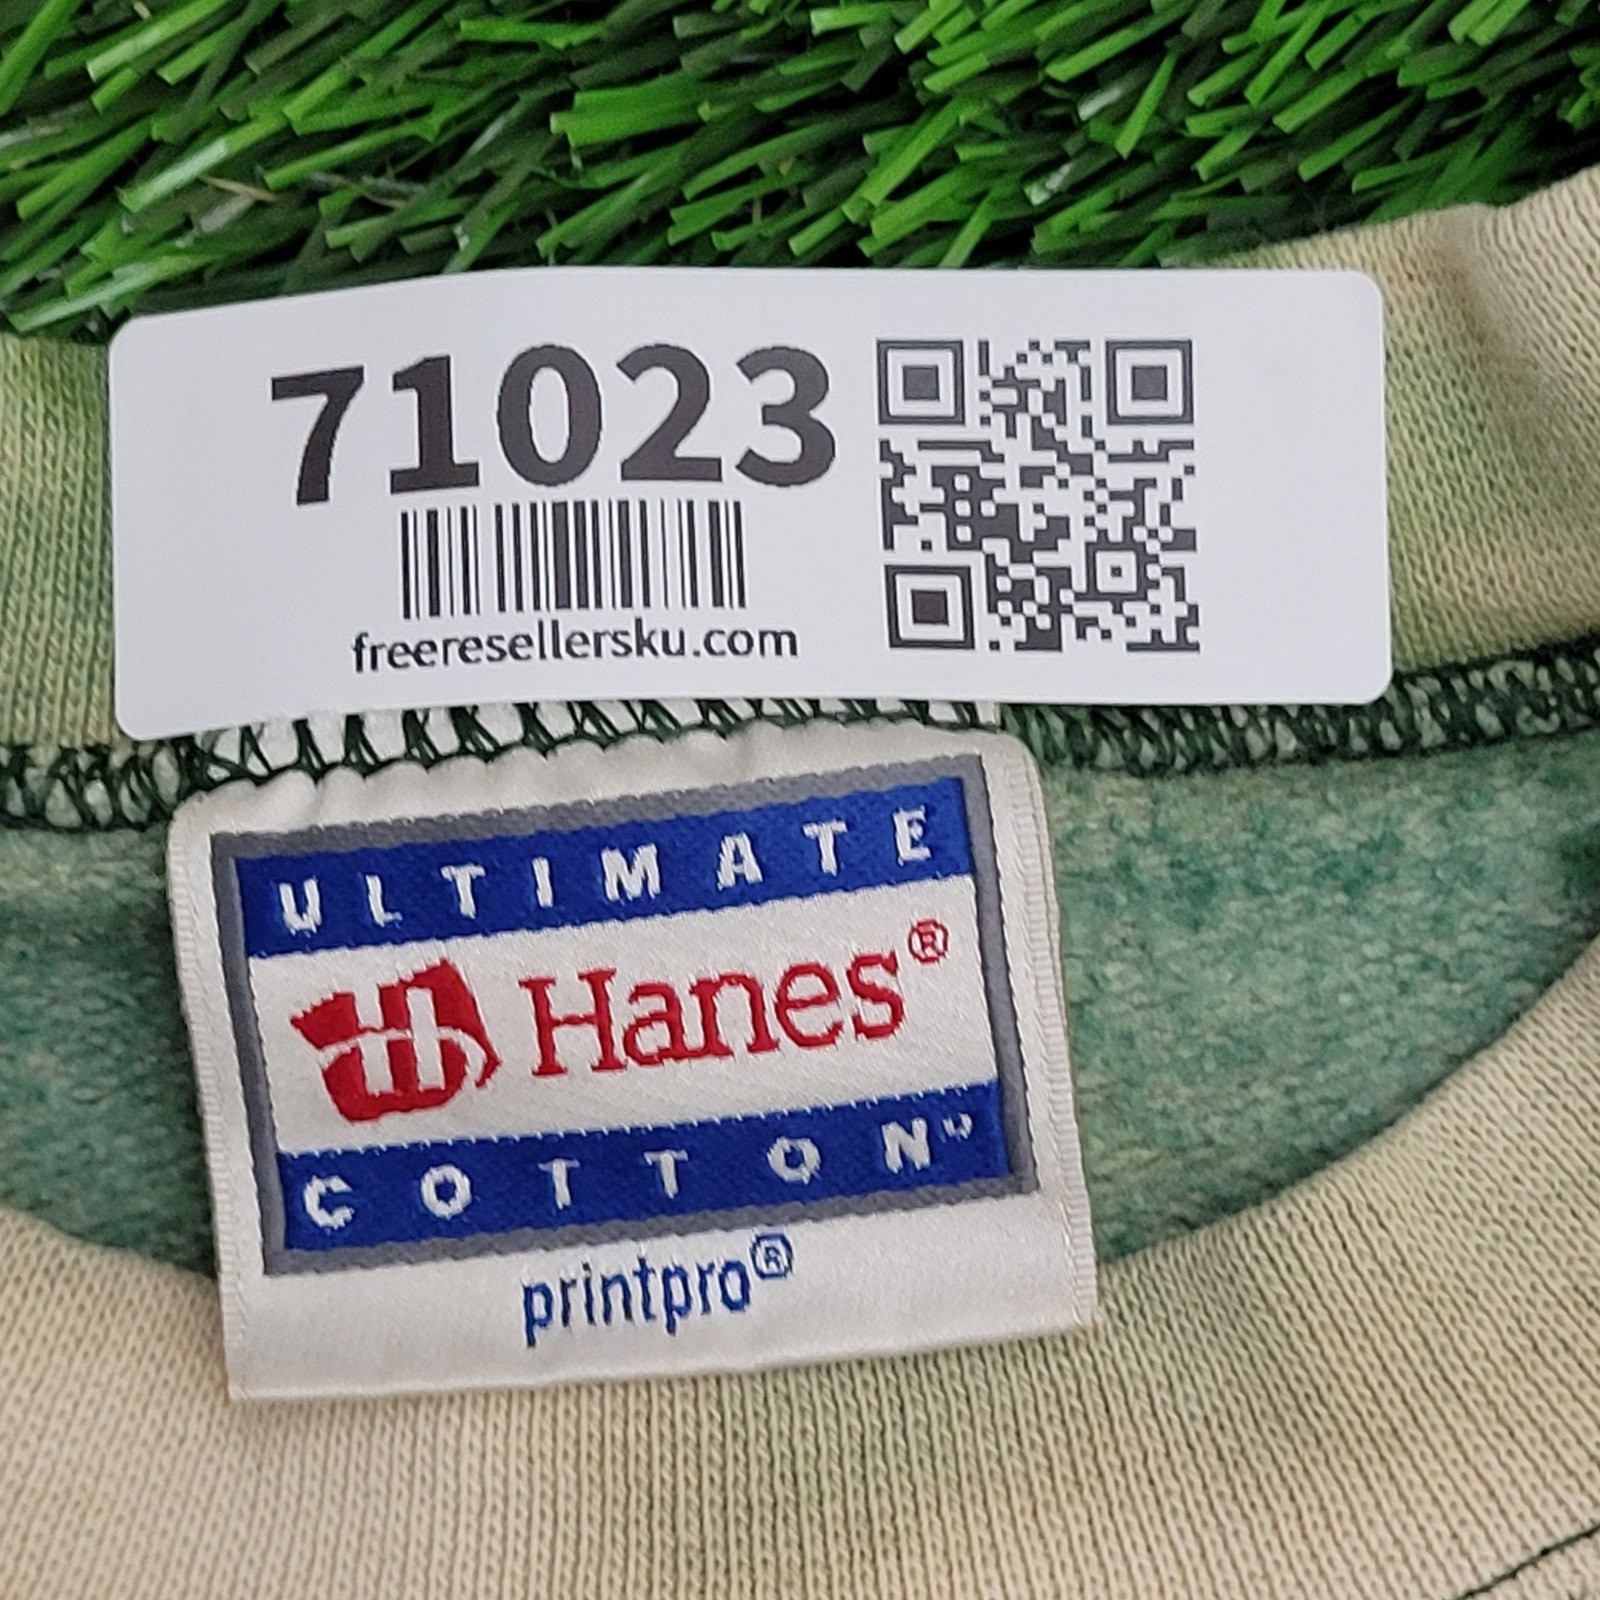 71023
freeresellersku.com
ULTIMATE
Hanes®
COTTON
printpro®